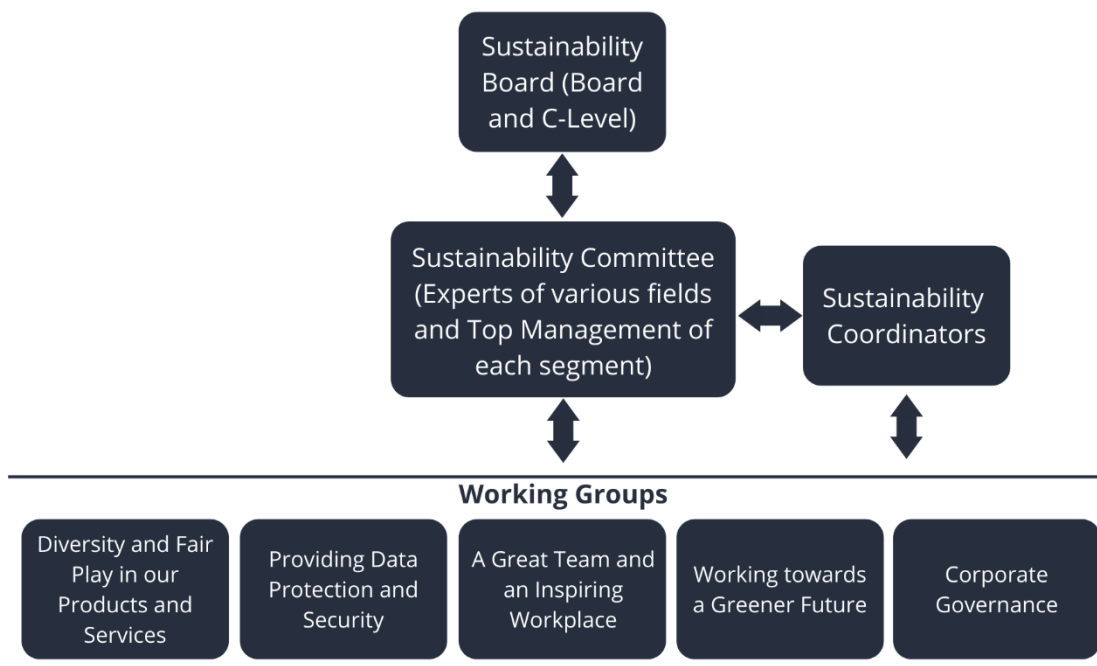 Sustainability
Board (Board
and C-Level)
Sustainability Committee
(Experts of various fields
and Top Management of
each segment)
Sustainability
Coordinators
Working Groups
Diversity and Fair
Play in our
Products and
Services
Providing Data
Protection and
Security
A Great Team and
an Inspiring
Workplace
Working towards
a Greener Future
Corporate
Governance